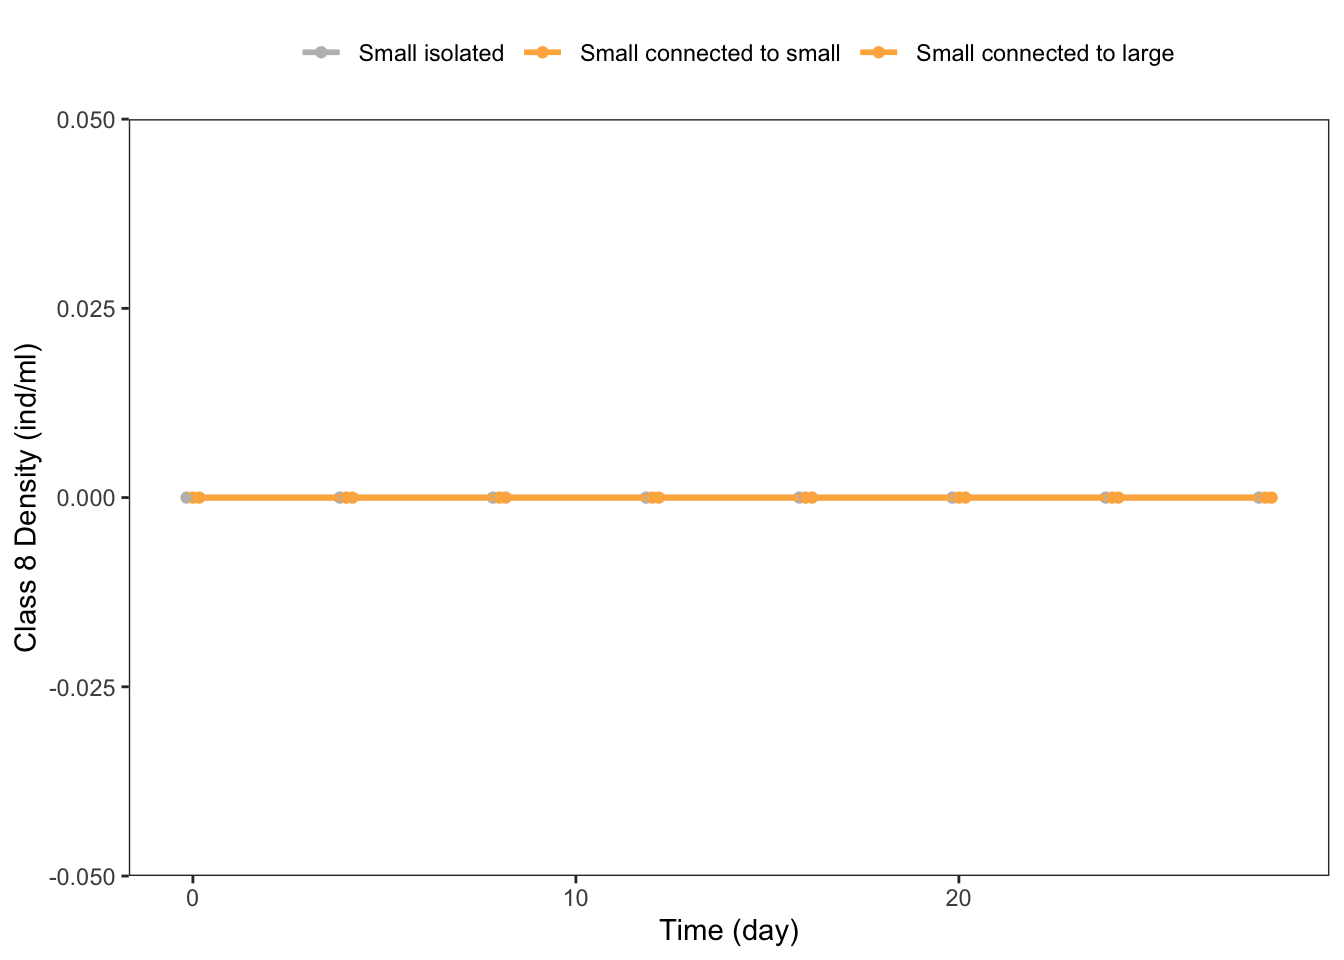 Small isolated Small connected to small Small connected to large
0.050
0.025
0.000
-0.025
-0.050
Class 8 Density (ind/ml)
0 10 20
Time (day)